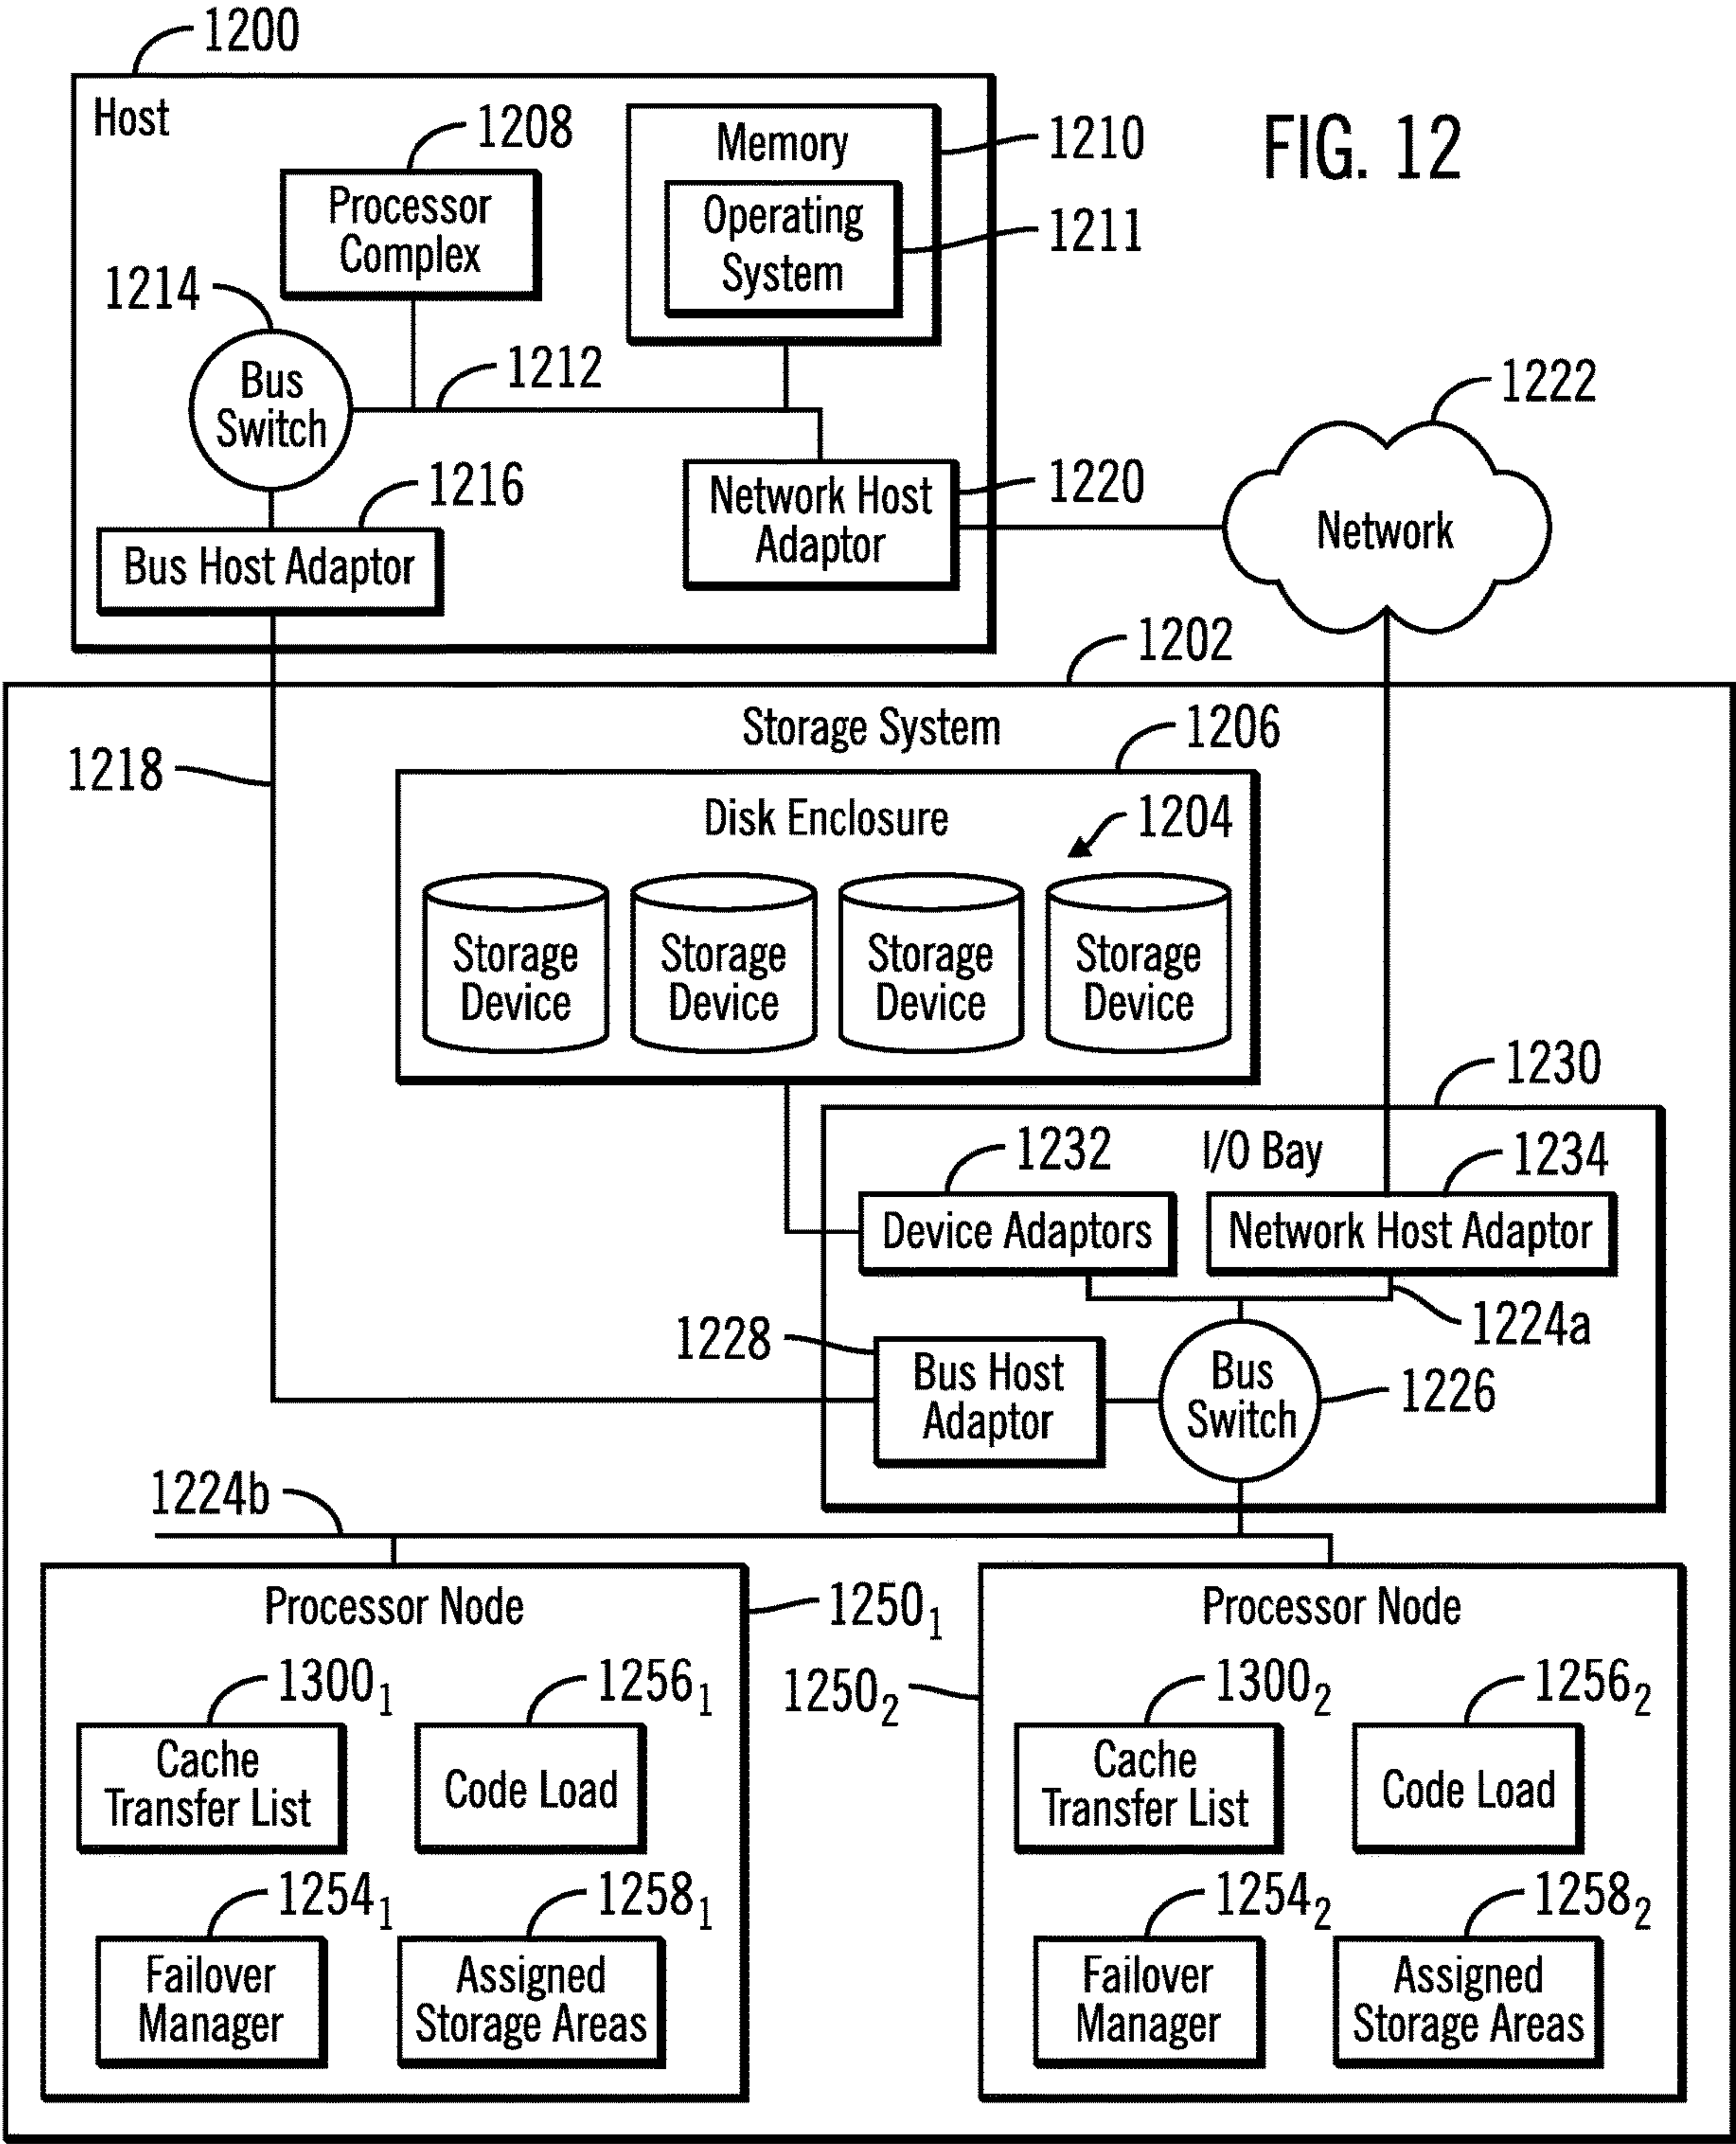 1200
Host
FIG. 12
1208
Memory
1210
Processor
Complex
Operating
System
1211
1214
Bus
Switch
1212
1222
1216
Network Host
Adaptor
1220
Network
Bus Host Adaptor
1202
Storage System
1206
1218
Disk Enclosure
1204
Storage
Device
Storage
Device
Storage
Device
Storage
Device
1230
1232
I/O Bay
1234
Device Adaptors
Network Host Adaptor
1224a
1228
Bus Host
Adaptor
Bus
Switch
1226
1224b
Processor Node
1250₁
Processor Node
1250₂
1300₁
1256₁
Cache
Transfer List
Code Load
1254₁
1258₁
Failover
Manager
Assigned
Storage Areas
1300₂
1256₂
Cache
Transfer List
Code Load
1254₂
1258₂
Failover
Manager
Assigned
Storage Areas